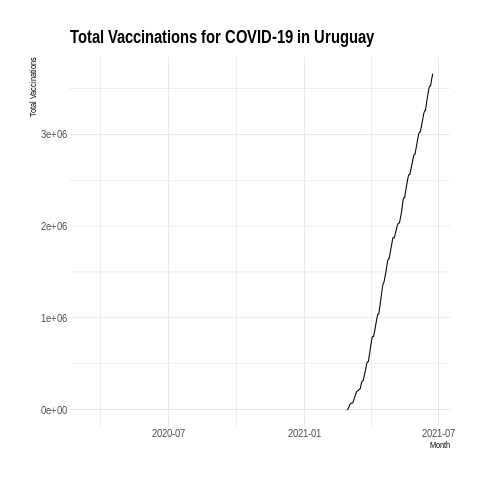 Total Vaccinations for COVID-19 in Uruguay
Total Vaccinations
3e+06
2e+06
1e+06
0e+00
2020-07 2021-01 2021-07
Month